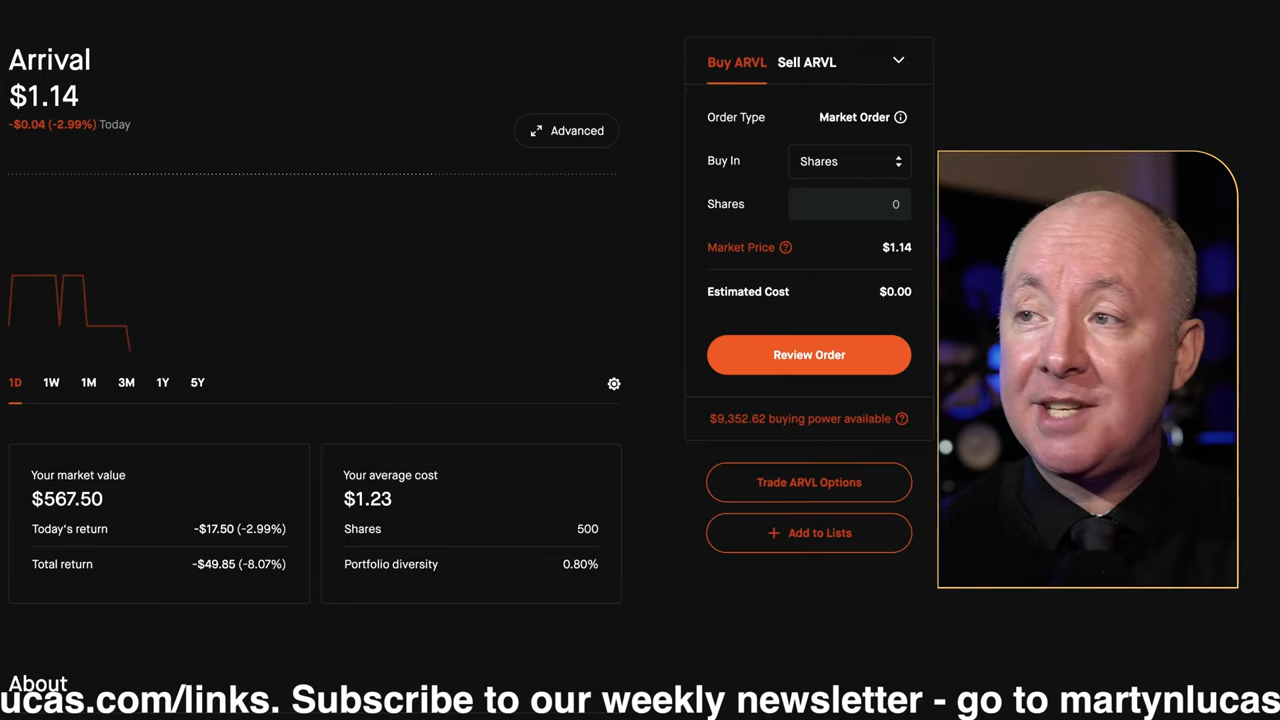 Arrival
$1.14
-$0.04 (-2.99%) Today
Advanced
1D 1W 1M 3M 1Y 5Y
Your market value
$567.50
Today's return -$17.50 (-2.99%)
Total return -$49.85 (-8.07%)
Your average cost
$1.23
Shares 500
Portfolio diversity 0.80%
Buy ARVL Sell ARVL
Order Type Market Order
Buy In Shares
Shares 0
Market Price $1.14
Estimated Cost $0.00
Review Order
$9,352.62 buying power available
Trade ARVL Options
+ Add to Lists
About
ucas.com/links. Subscribe to our weekly newsletter - go to martynlucas